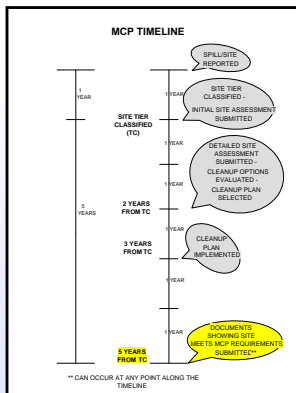 MCP TIMELINE
SPILL/SITE
REPORTED
1
YEAR
1 YEAR
SITE TIER
CLASSIFIED -
INITIAL SITE ASSESSMENT
SUBMITTED
SITE TIER
CLASSIFIED
(TC)
1 YEAR
DETAILED SITE
ASSESSMENT
SUBMITTED -
CLEANUP OPTIONS
EVALUATED -
CLEANUP PLAN
SELECTED
1 YEAR
5
YEARS
2 YEARS
FROM TC
1 YEAR
3 YEARS
FROM TC
CLEANUP
PLAN
IMPLEMENTED
1 YEAR
1 YEAR
DOCUMENTS
SHOWING SITE
MEETS MCP REQUIREMENTS
SUBMITTED**
5 YEARS
FROM TC
** CAN OCCUR AT ANY POINT ALONG THE
TIMELINE